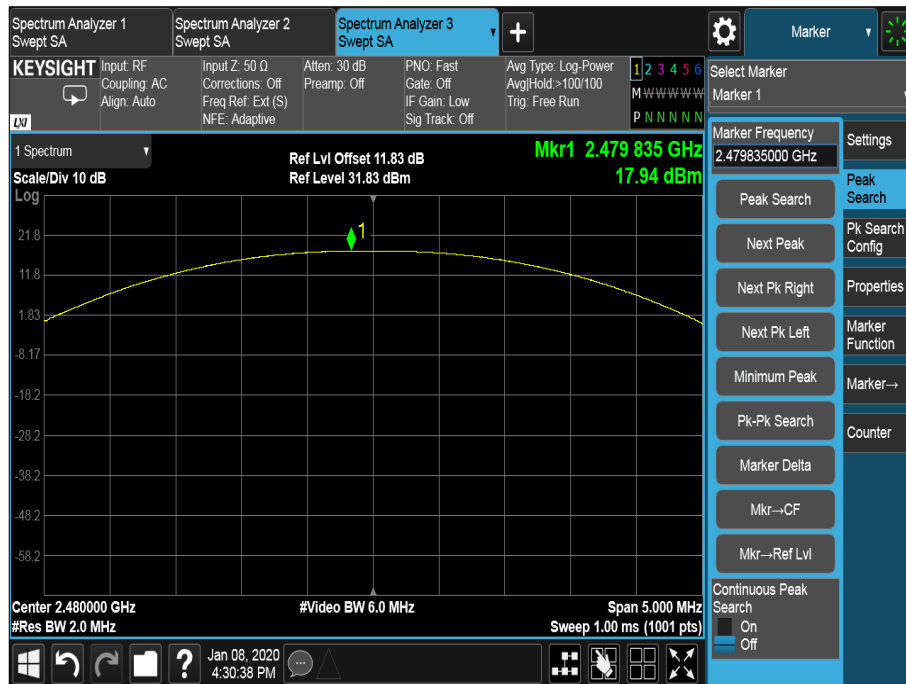 Spectrum Analyzer 1
Swept SA
Spectrum Analyzer 2
Swept SA
Spectrum Analyzer 3
Swept SA
Marker
KEYSIGHT
LXI
Input: RF
Coupling: AC
Align: Auto
Input Z: 50 Ω
Corrections: Off
Freq Ref: Ext (S)
NFE: Adaptive
Atten: 30 dB
Preamp: Off
PNO: Fast
Gate: Off
IF Gain: Low
Sig Track: Off
Avg Type: Log-Power
Avg|Hold:>100/100
Trig: Free Run
1 2 3 4 5 6
M W W W W W
P N N N N N
Select Marker
Marker 1
1 Spectrum
Scale/Div 10 dB
Log
Ref Lvl Offset 11.83 dB
Ref Level 31.83 dBm
Mkr1 2.479 835 GHz
17.94 dBm
1
21.8
11.8
1.83
-8.17
-18.2
-28.2
-38.2
-48.2
-58.2
Center 2.480000 GHz
#Res BW 2.0 MHz
#Video BW 6.0 MHz
Span 5.000 MHz
Sweep 1.00 ms (1001 pts)
Marker Frequency
2.479835000 GHz
Peak Search
Next Peak
Next Pk Right
Next Pk Left
Minimum Peak
Pk-Pk Search
Marker Delta
Mkr→CF
Mkr→Ref Lvl
Continuous Peak
Search
On
Off
Settings
Peak
Search
Pk Search
Config
Properties
Marker
Function
Marker→
Counter
?
Jan 08, 2020
4:30:38 PM